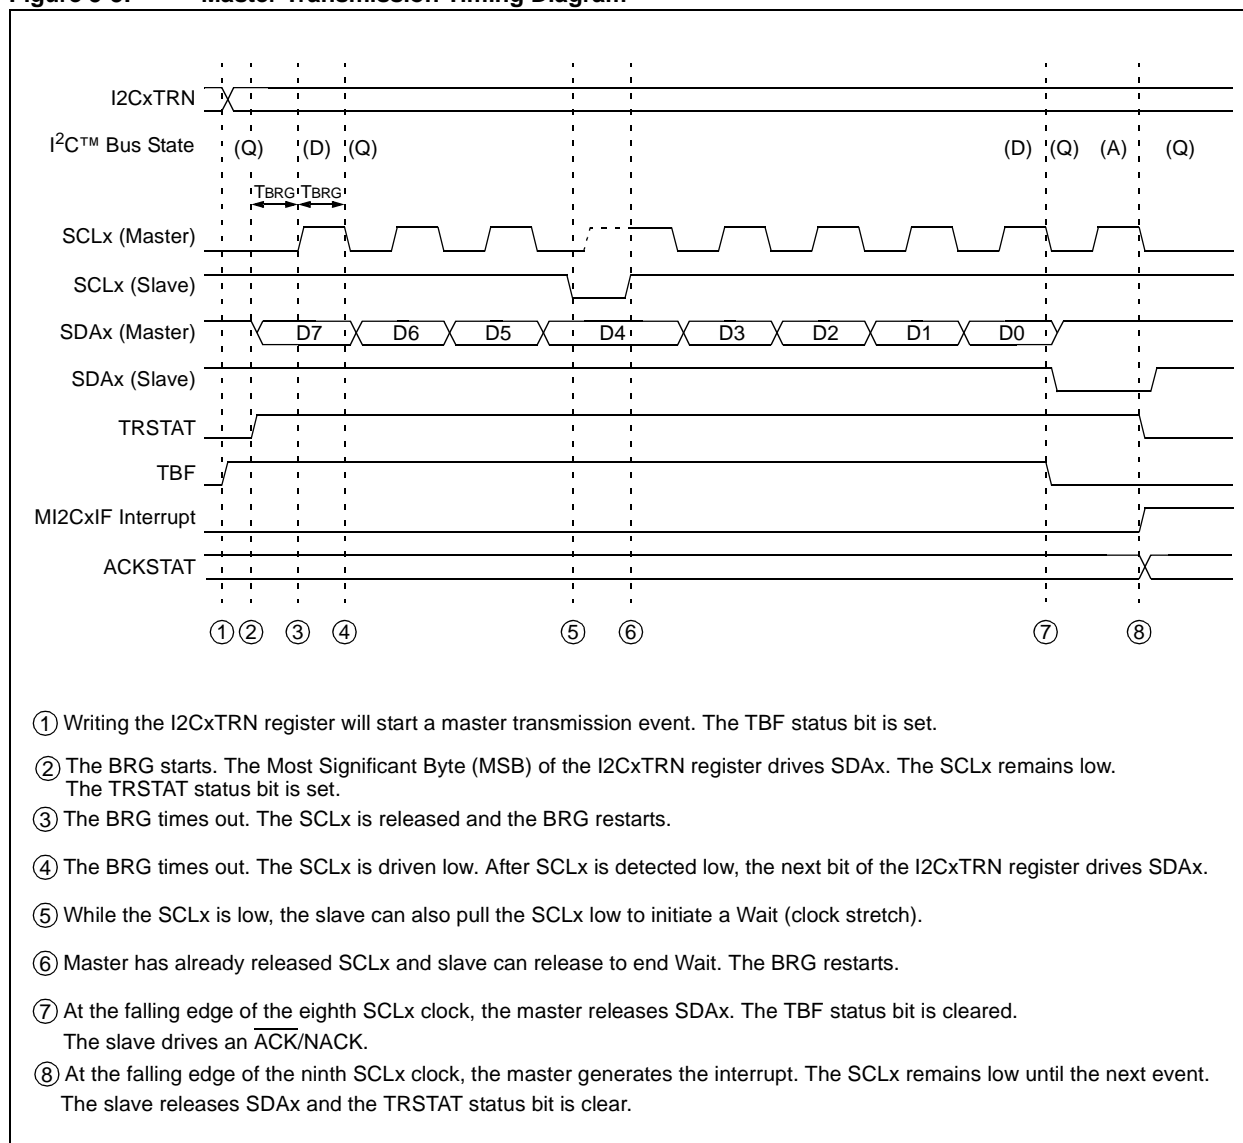 Figure 5-5: Master Transmission Timing Diagram
I2CxTRN
I2C™ Bus State (Q) (D) (Q) (D) (Q) (A) (Q)
TBRG TBRG
SCLx (Master)
SCLx (Slave)
SDAx (Master) D7 D6 D5 D4 D3 D2 D1 D0
SDAx (Slave)
TRSTAT
TBF
MI2CxIF Interrupt
ACKSTAT
1 2 3 4 5 6 7 8
1 Writing the I2CxTRN register will start a master transmission event. The TBF status bit is set.
2 The BRG starts. The Most Significant Byte (MSB) of the I2CxTRN register drives SDAx. The SCLx remains low.
The TRSTAT status bit is set.
3 The BRG times out. The SCLx is released and the BRG restarts.
4 The BRG times out. The SCLx is driven low. After SCLx is detected low, the next bit of the I2CxTRN register drives SDAx.
5 While the SCLx is low, the slave can also pull the SCLx low to initiate a Wait (clock stretch).
6 Master has already released SCLx and slave can release to end Wait. The BRG restarts.
7 At the falling edge of the eighth SCLx clock, the master releases SDAx. The TBF status bit is cleared.
The slave drives an ACK/NACK.
8 At the falling edge of the ninth SCLx clock, the master generates the interrupt. The SCLx remains low until the next event.
The slave releases SDAx and the TRSTAT status bit is clear.